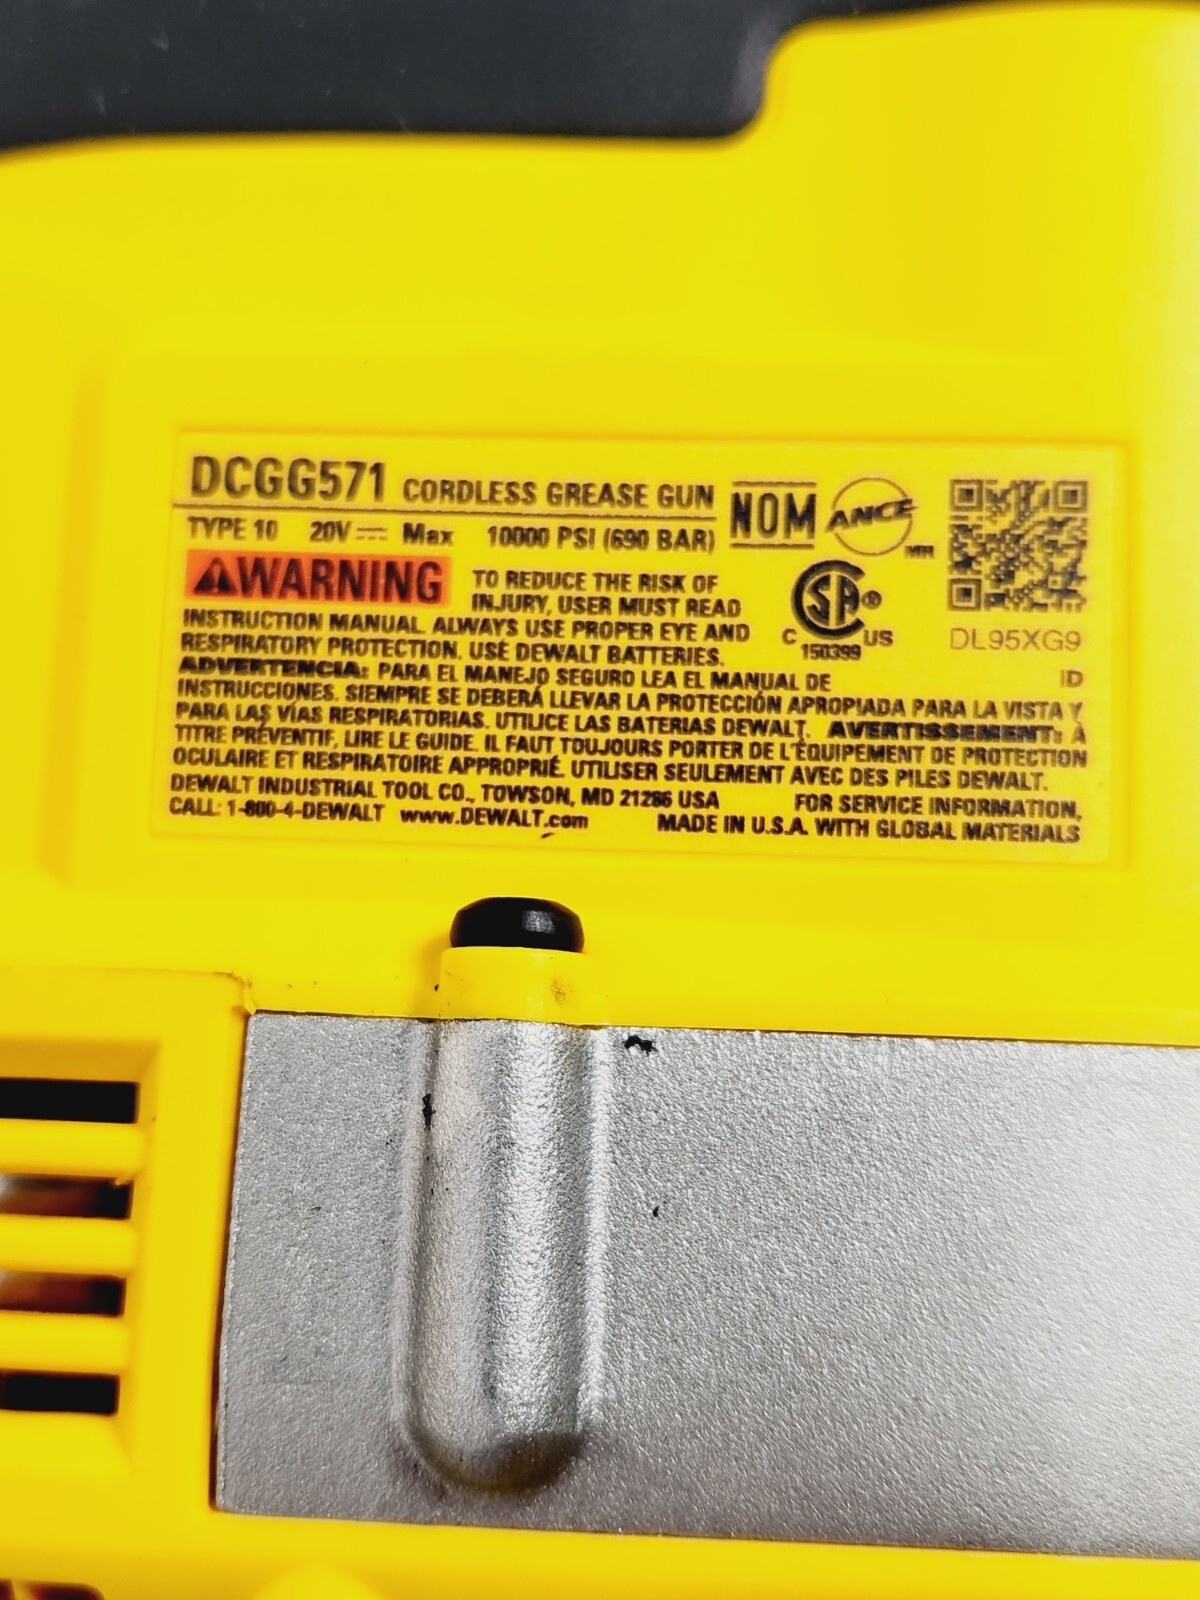 DCGG571 CORDLESS GREASE GUN
TYPE 10 20V⎓ Max 10000 PSI (690 BAR)
NOM ANCE MR
⚠WARNING TO REDUCE THE RISK OF
INJURY, USER MUST READ
INSTRUCTION MANUAL. ALWAYS USE PROPER EYE AND
RESPIRATORY PROTECTION. USE DEWALT BATTERIES.
CSA®
C US
150399
DL95XG9
ID
ADVERTENCIA: PARA EL MANEJO SEGURO LEA EL MANUAL DE
INSTRUCCIONES. SIEMPRE SE DEBERÁ LLEVAR LA PROTECCIÓN APROPIADA PARA LA VISTA Y
PARA LAS VÍAS RESPIRATORIAS. UTILICE LAS BATERIAS DEWALT. AVERTISSEMENT: À
TITRE PRÉVENTIF, LIRE LE GUIDE. IL FAUT TOUJOURS PORTER DE L'ÉQUIPEMENT DE PROTECTION
OCULAIRE ET RESPIRATOIRE APPROPRIÉ. UTILISER SEULEMENT AVEC DES PILES DEWALT.
DEWALT INDUSTRIAL TOOL CO., TOWSON, MD 21286 USA FOR SERVICE INFORMATION,
CALL: 1-800-4-DEWALT www.DEWALT.com MADE IN U.S.A. WITH GLOBAL MATERIALS